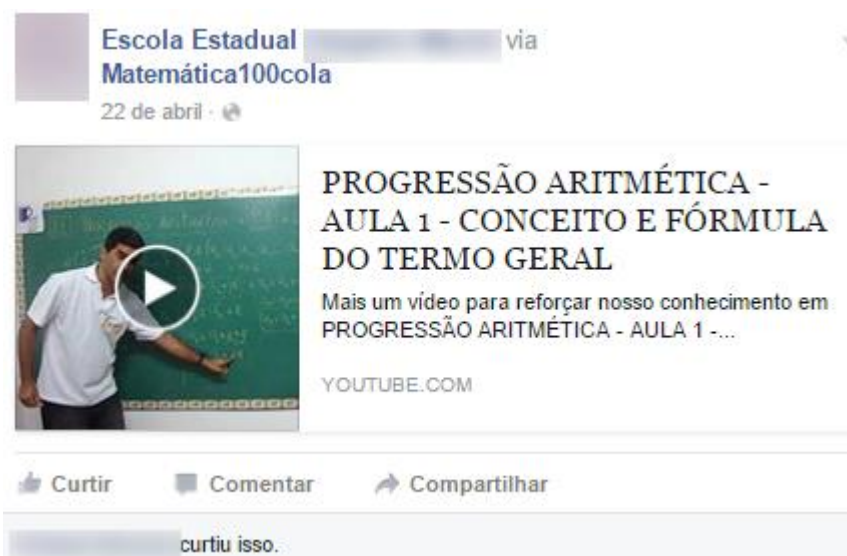 Escola Estadual via
Matemática100cola
22 de abril ·
PROGRESSÃO ARITMÉTICA -
AULA 1 - CONCEITO E FÓRMULA
DO TERMO GERAL
Mais um vídeo para reforçar nosso conhecimento em
PROGRESSÃO ARITMÉTICA - AULA 1 -...
YOUTUBE.COM
Curtir Comentar Compartilhar
curtiu isso.